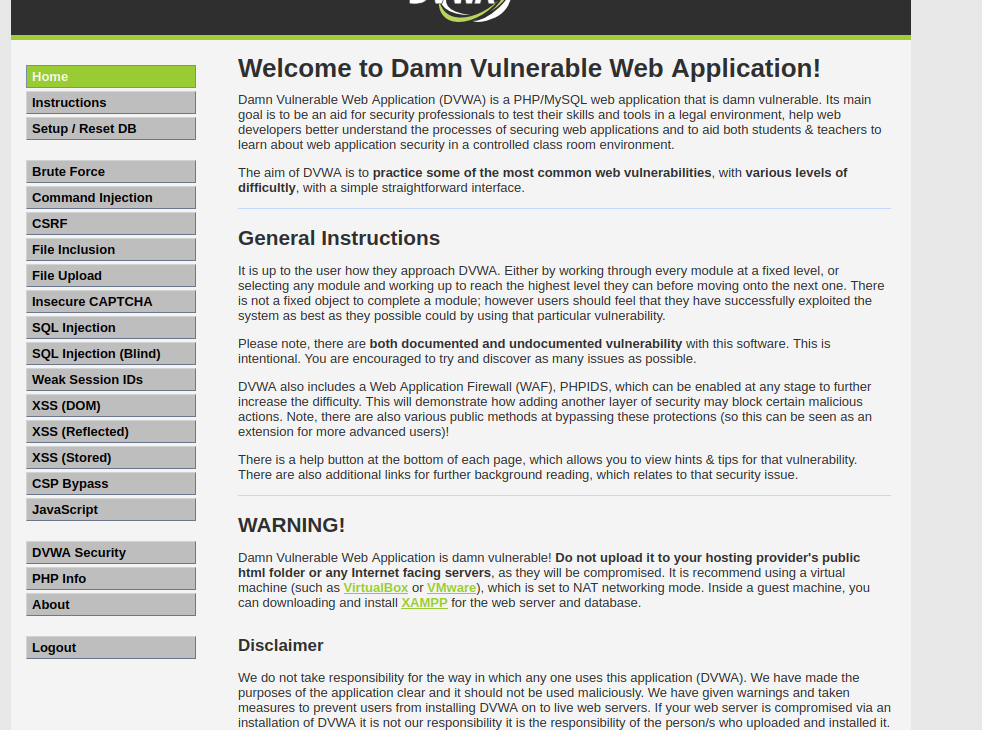 Home
Instructions
Setup / Reset DB
Brute Force
Command Injection
CSRF
File Inclusion
File Upload
Insecure CAPTCHA
SQL Injection
SQL Injection (Blind)
Weak Session IDs
XSS (DOM)
XSS (Reflected)
XSS (Stored)
CSP Bypass
JavaScript
DVWA Security
PHP Info
About
Logout
Welcome to Damn Vulnerable Web Application!
Damn Vulnerable Web Application (DVWA) is a PHP/MySQL web application that is damn vulnerable. Its main
goal is to be an aid for security professionals to test their skills and tools in a legal environment, help web
developers better understand the processes of securing web applications and to aid both students & teachers to
learn about web application security in a controlled class room environment.
The aim of DVWA is to practice some of the most common web vulnerabilities, with various levels of
difficultly, with a simple straightforward interface.
General Instructions
It is up to the user how they approach DVWA. Either by working through every module at a fixed level, or
selecting any module and working up to reach the highest level they can before moving onto the next one. There
is not a fixed object to complete a module; however users should feel that they have successfully exploited the
system as best as they possible could by using that particular vulnerability.
Please note, there are both documented and undocumented vulnerability with this software. This is
intentional. You are encouraged to try and discover as many issues as possible.
DVWA also includes a Web Application Firewall (WAF), PHPIDS, which can be enabled at any stage to further
increase the difficulty. This will demonstrate how adding another layer of security may block certain malicious
actions. Note, there are also various public methods at bypassing these protections (so this can be seen as an
extension for more advanced users)!
There is a help button at the bottom of each page, which allows you to view hints & tips for that vulnerability.
There are also additional links for further background reading, which relates to that security issue.
WARNING!
Damn Vulnerable Web Application is damn vulnerable! Do not upload it to your hosting provider's public
html folder or any Internet facing servers, as they will be compromised. It is recommend using a virtual
machine (such as VirtualBox or VMware), which is set to NAT networking mode. Inside a guest machine, you
can downloading and install XAMPP for the web server and database.
Disclaimer
We do not take responsibility for the way in which any one uses this application (DVWA). We have made the
purposes of the application clear and it should not be used maliciously. We have given warnings and taken
measures to prevent users from installing DVWA on to live web servers. If your web server is compromised via an
installation of DVWA it is not our responsibility it is the responsibility of the person/s who uploaded and installed it.